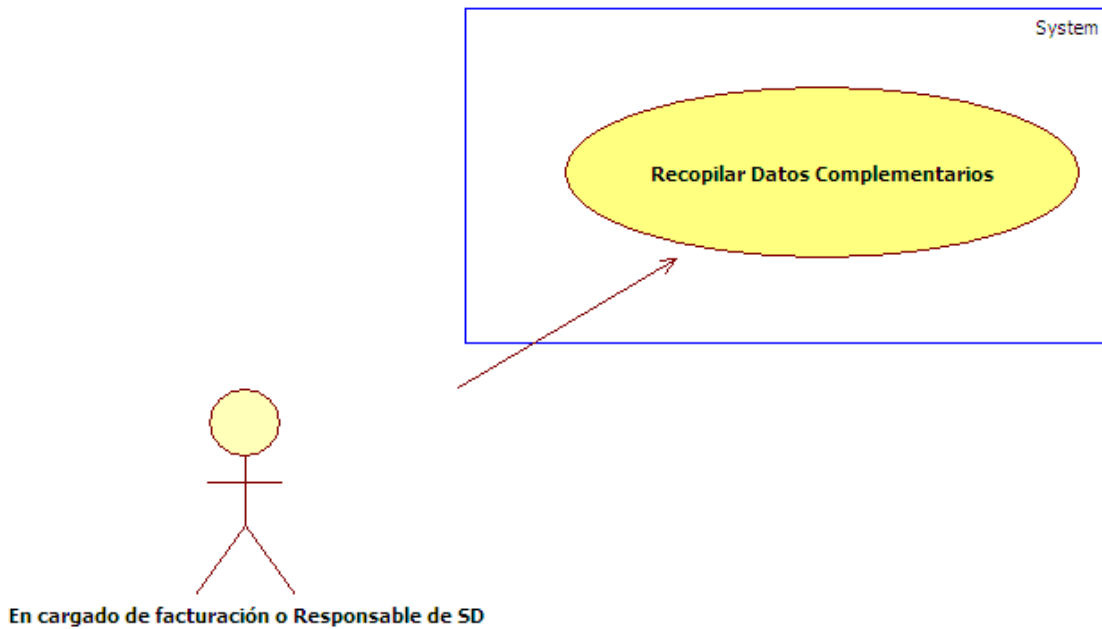 System
Recopilar Datos Complementarios
En cargado de facturación o Responsable de SD